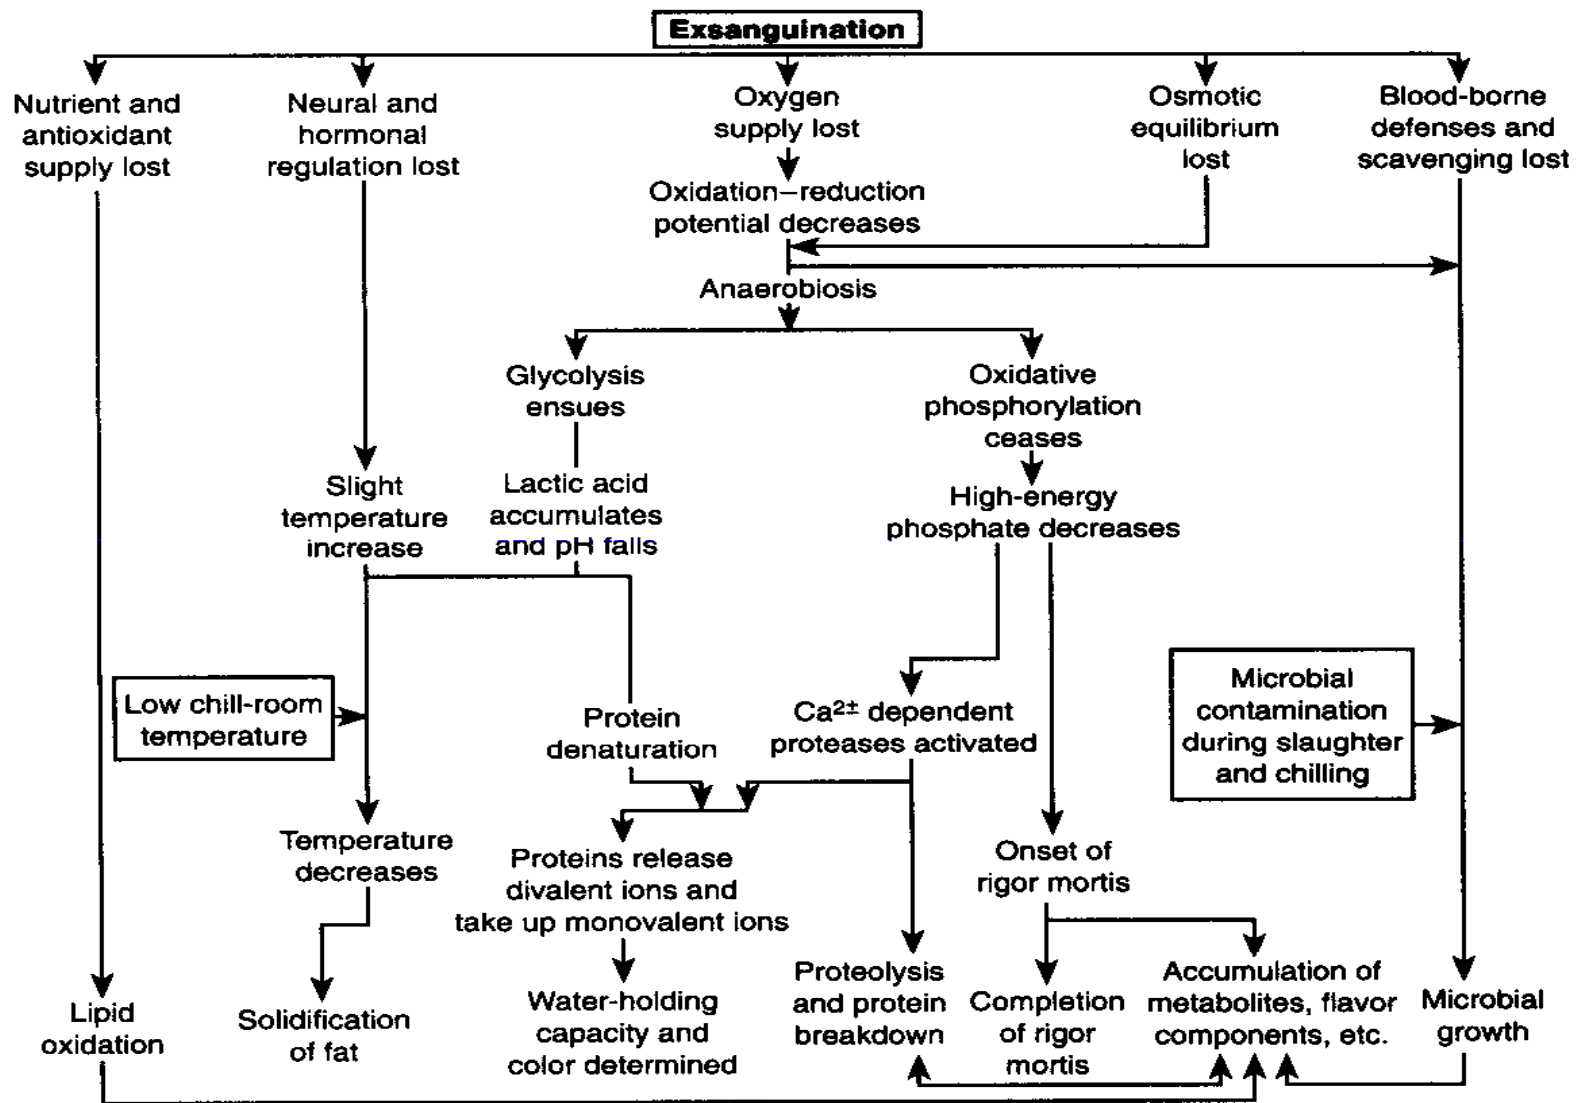 Exsanguination
Nutrient and
antioxidant
supply lost
Neural and
hormonal
regulation lost
Oxygen
supply lost
Osmotic
equilibrium
lost
Blood-borne
defenses and
scavenging lost
Oxidation–reduction
potential decreases
Anaerobiosis
Glycolysis
ensues
Oxidative
phosphorylation
ceases
Slight
temperature
increase
Lactic acid
accumulates
and pH falls
High-energy
phosphate decreases
Low chill-room
temperature
Protein
denaturation
Ca2± dependent
proteases activated
Microbial
contamination
during slaughter
and chilling
Temperature
decreases
Proteins release
divalent ions and
take up monovalent ions
Onset of
rigor mortis
Lipid
oxidation
Solidification
of fat
Water-holding
capacity and
color determined
Proteolysis
and protein
breakdown
Completion
of rigor
mortis
Accumulation of
metabolites, flavor
components, etc.
Microbial
growth